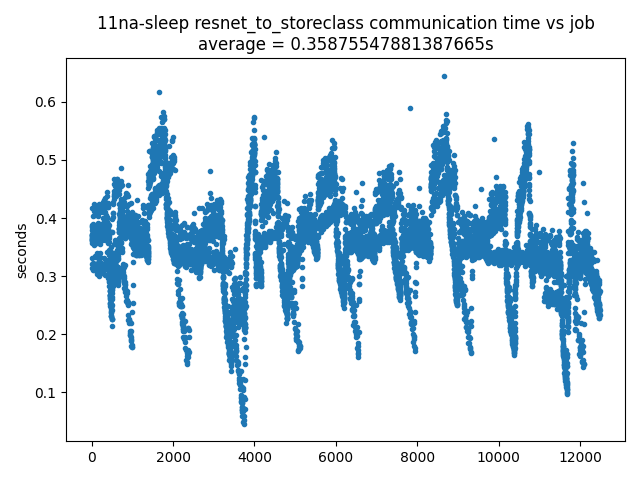 11na-sleep resnet_to_storeclass communication time vs job
average = 0.35875547881387665s
seconds
0.6
0.5
0.4
0.3
0.2
0.1
0 2000 4000 6000 8000 10000 12000